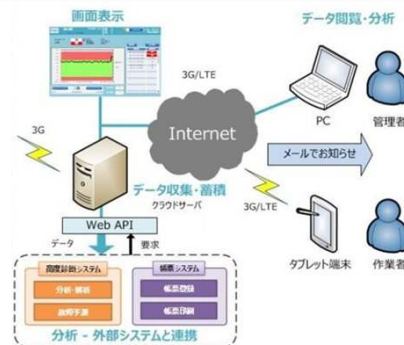 画面表示
データ閲覧・分析
3G/LTE
3G
Internet
PC
管理者
メールでお知らせ
データ収集・蓄積
クラウドサーバ
3G/LTE
Web API
データ
要求
タブレット端末
作業者
高度診断システム
帳票システム
分析・解析
帳票登録
故障予測
帳票印刷
分析 - 外部システムと連携